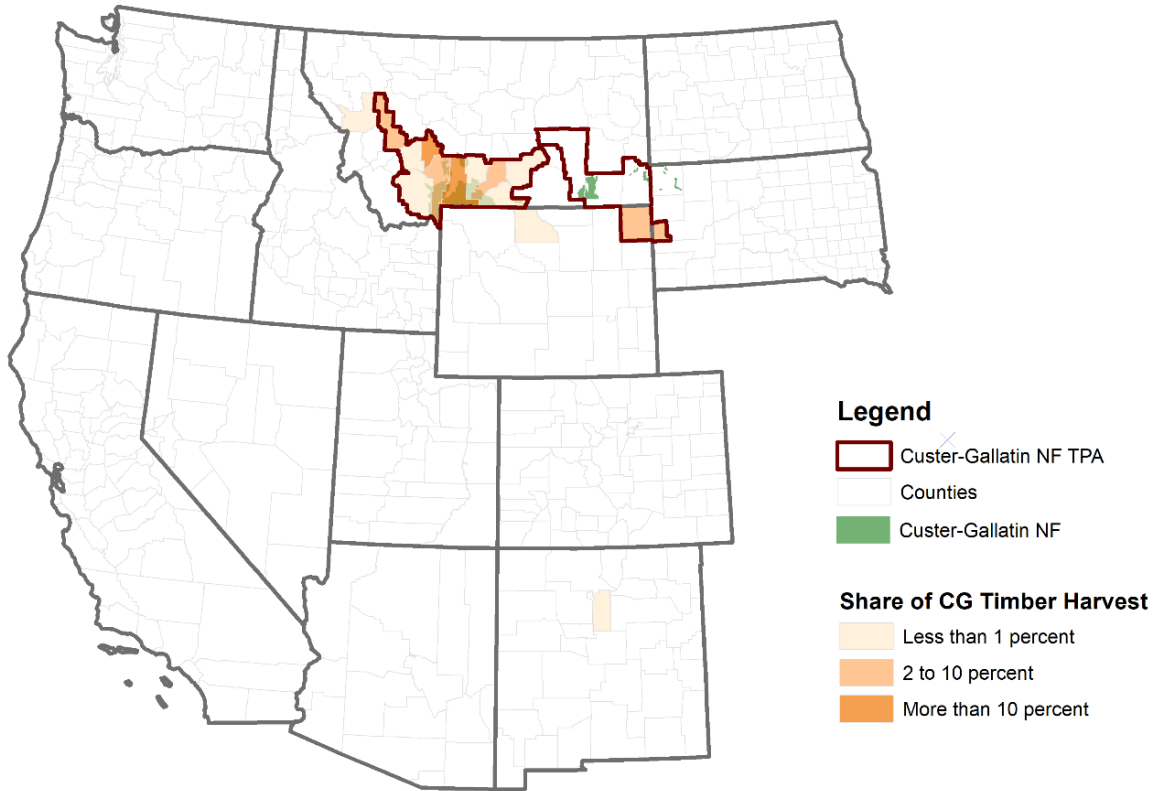 Legend
Custer-Gallatin NF TPA
Counties
Custer-Gallatin NF
Share of CG Timber Harvest
Less than 1 percent
2 to 10 percent
More than 10 percent